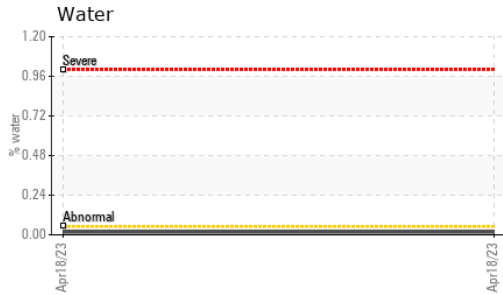 Water
1.20
Severe
0.96
0.72
% water
0.48
0.24
Abnormal
0.00
Apr18/23
Apr18/23